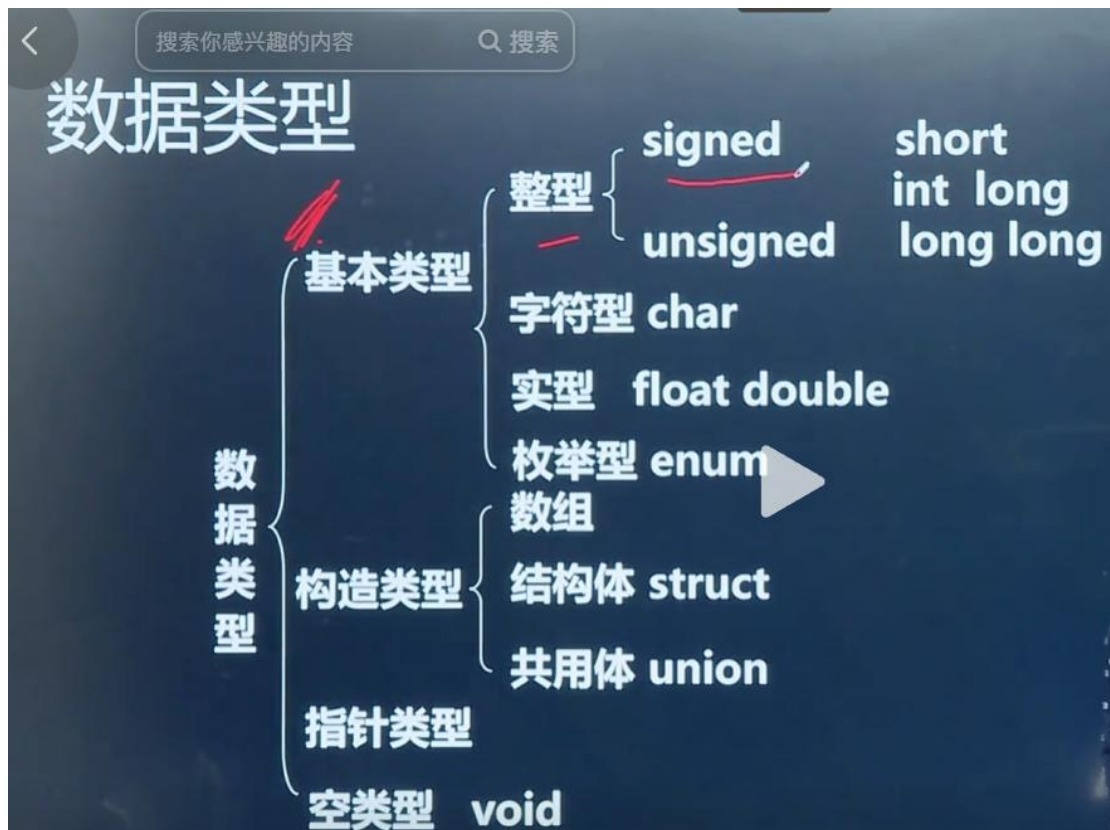 搜索你感兴趣的内容 搜索
数据类型
signed short
整型 int long
unsigned long long
基本类型
字符型 char
实型 float double
枚举型 enum
数据类型
数组
构造类型 结构体 struct
共用体 union
指针类型
空类型 void